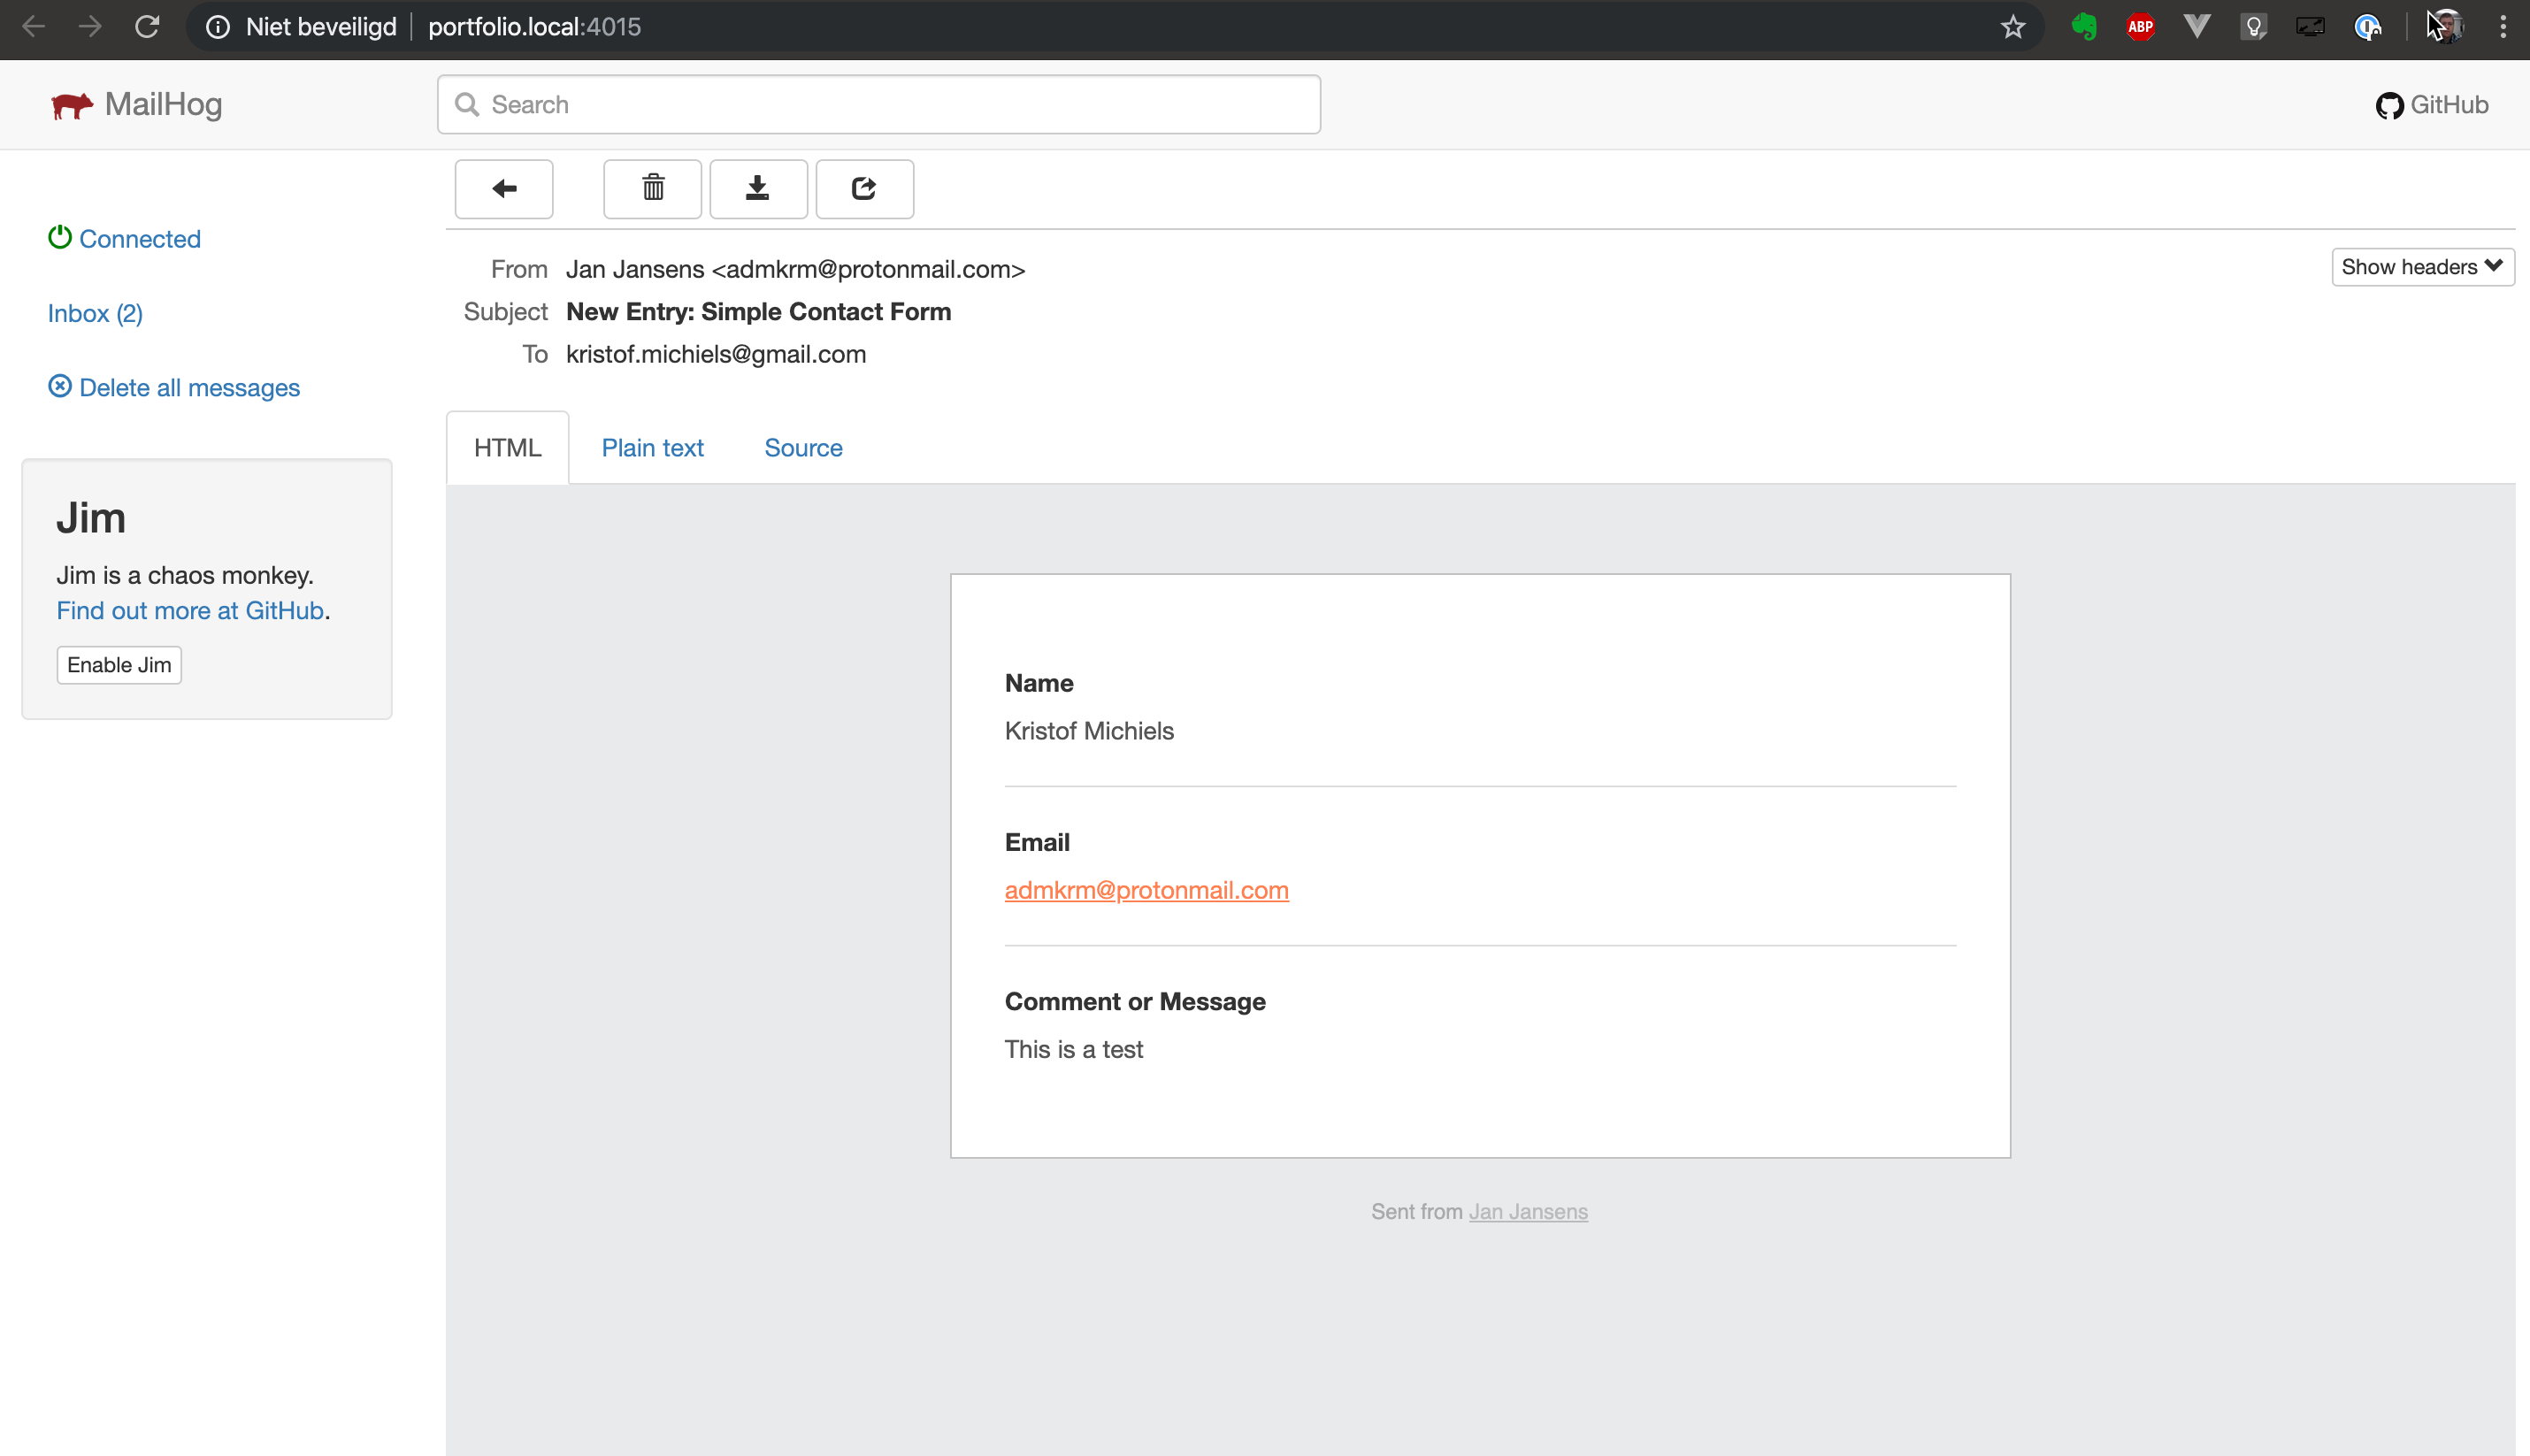 Niet beveiligd
portfolio.local:4015
ABP
MailHog
Search
GitHub
Connected
Inbox (2)
Delete all messages
Jim
Jim is a chaos monkey.
Find out more at GitHub.
Enable Jim
From Jan Jansens <admkrm@protonmail.com>
Show headers
Subject New Entry: Simple Contact Form
To kristof.michiels@gmail.com
HTML Plain text Source
Name
Kristof Michiels
Email
admkrm@protonmail.com
Comment or Message
This is a test
Sent from Jan Jansens